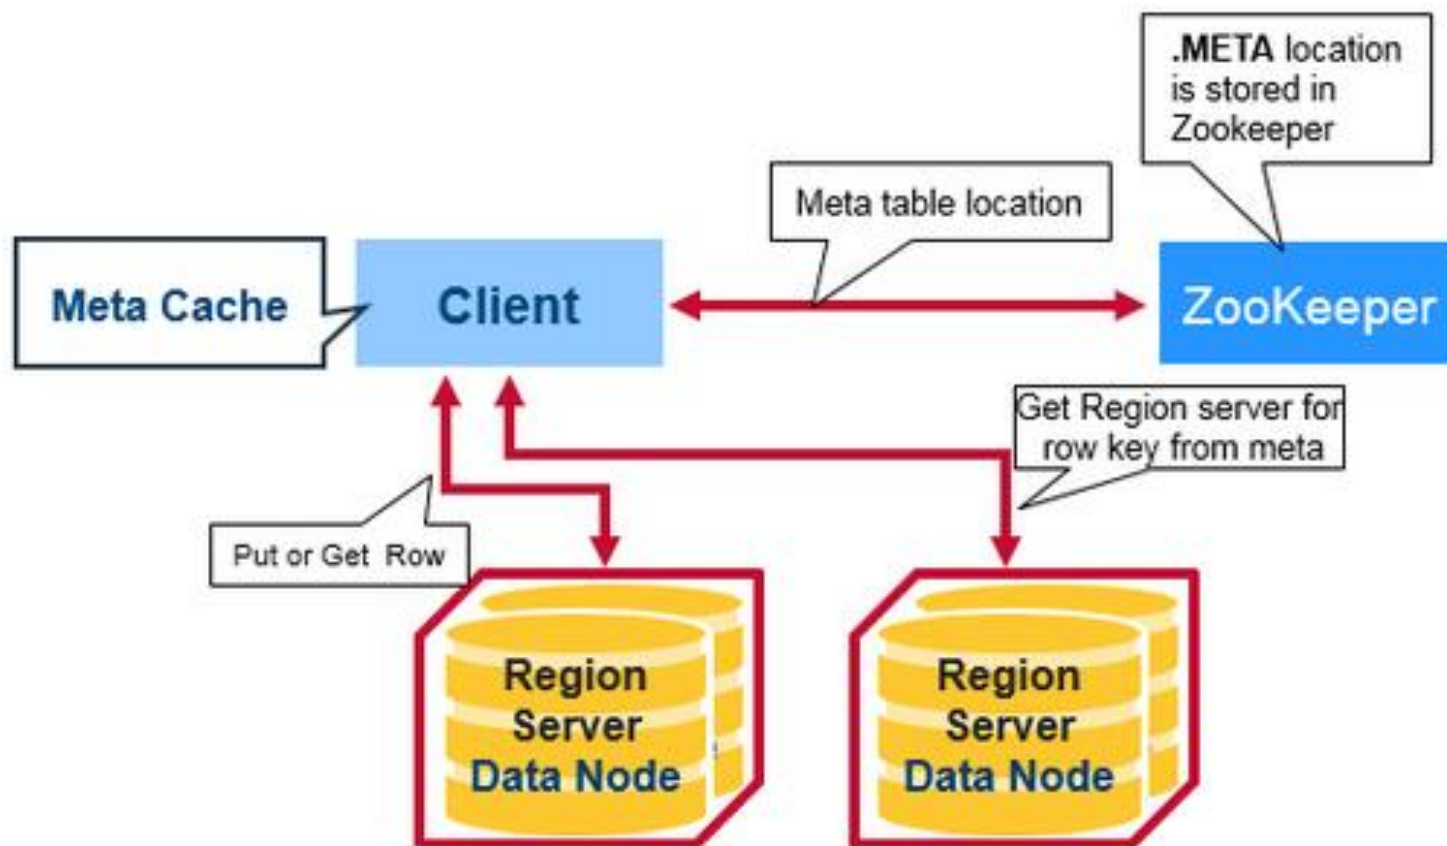 .META location
is stored in
Zookeeper
Meta table location
Meta Cache
Client
ZooKeeper
Get Region server for
row key from meta
Put or Get Row
Region
Server
Data Node
Region
Server
Data Node